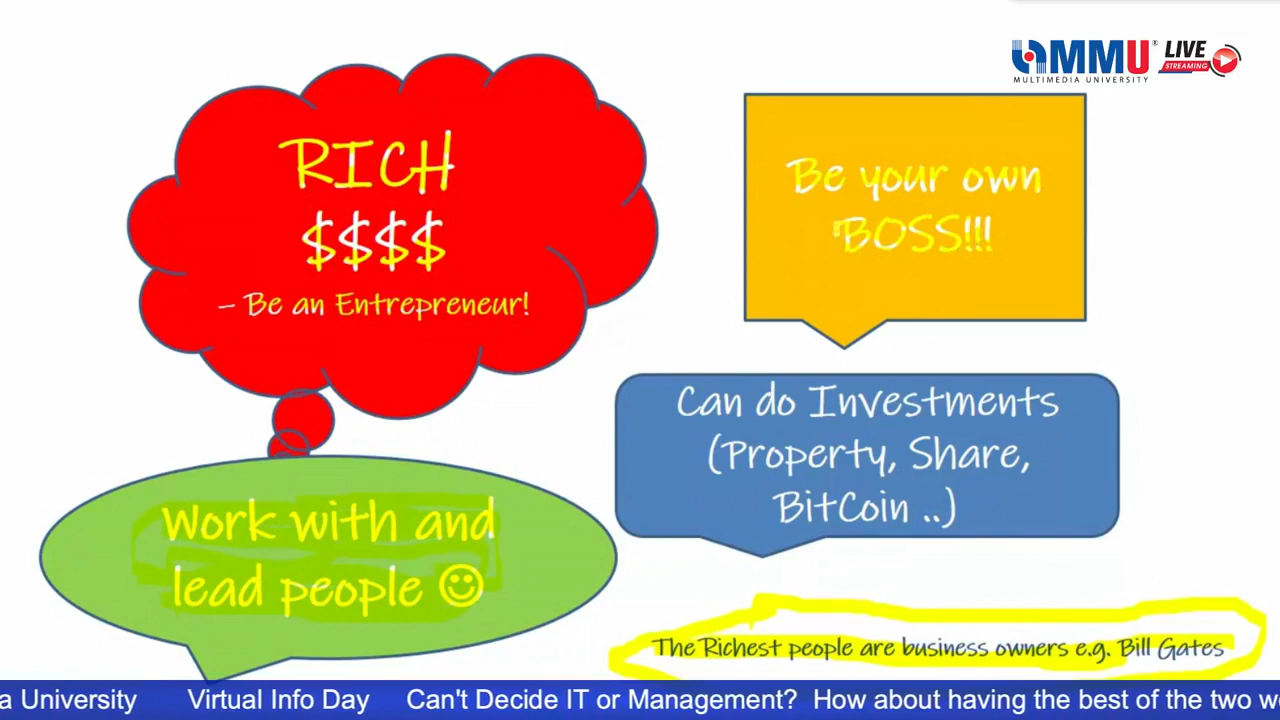 MMU LIVE
STREAMING
MULTIMEDIA UNIVERSITY
RICH
$$$$
– Be an Entrepreneur!
Be your own
BOSS!!!
Can do Investments
(Property, Share,
BitCoin ..)
Work with and
lead people ☺
The Richest people are business owners e.g. Bill Gates
a University Virtual Info Day Can't Decide IT or Management? How about having the best of the two w